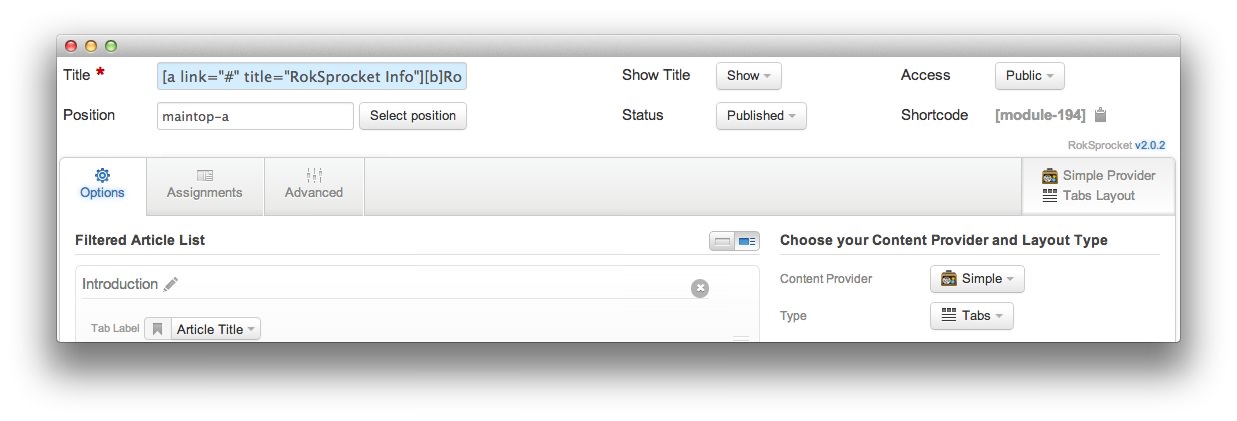 Title * [a link="#" title="RokSprocket Info"][b]Ro Show Title Show Access Public
Position maintop-a Select position Status Published Shortcode [module-194]
RokSprocket v2.0.2
Options Assignments Advanced Simple Provider
Tabs Layout
Filtered Article List Choose your Content Provider and Layout Type
Introduction Content Provider Simple
Tab Label Article Title Type Tabs